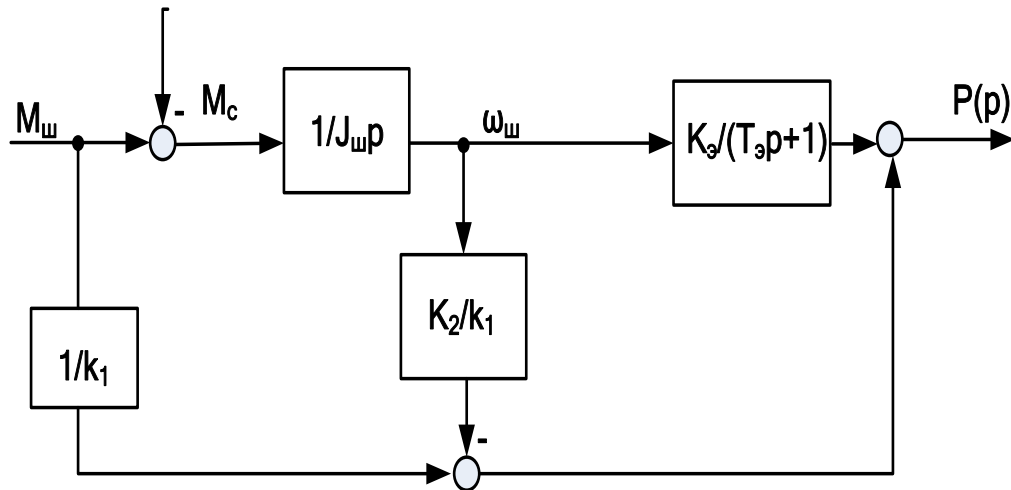 Mш
-
Mс
1/Jшp
ωш
Kэ/(Tэp+1)
P(p)
K2/k1
1/k1
-